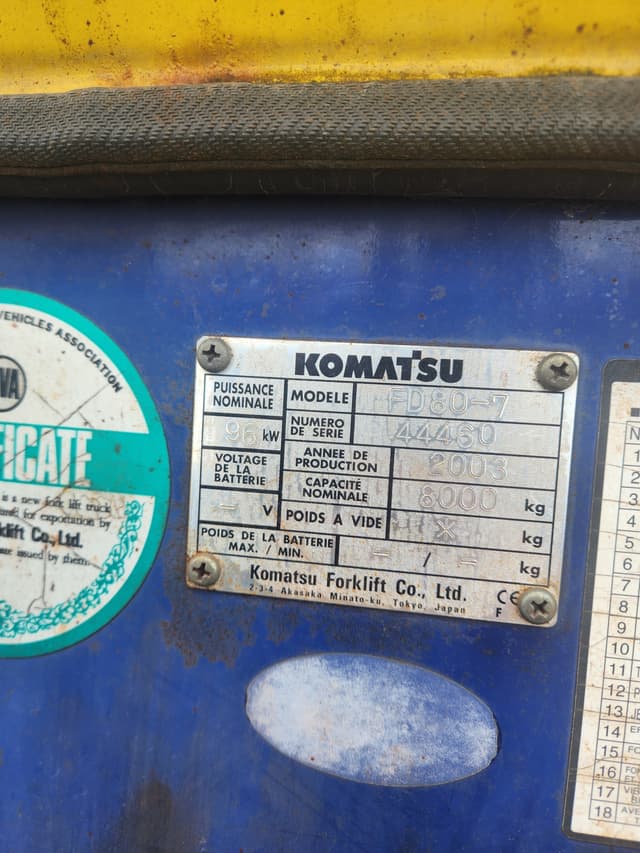 VEHICLES ASSOCIATION
VA
FICATE
is a new fork lift truck
for exportation by
klift Co., Ltd.
issued by them
KOMATSU
PUISSANCE NOMINALE
96 kW
MODELE FD80-7
NUMERO DE SERIE 44460
ANNEE DE PRODUCTION 2003
VOLTAGE DE LA BATTERIE
- V
CAPACITÉ NOMINALE 8000 kg
POIDS A VIDE * kg
POIDS DE LA BATTERIE MAX. / MIN. - / - kg
Komatsu Forklift Co., Ltd. CE
2-3-4 Akasaka Minato-ku, Tokyo, Japan F
N
1
2
3
4
5
6
7
8
9
10
11 T
12
13
14
15
16
17
18 AVE